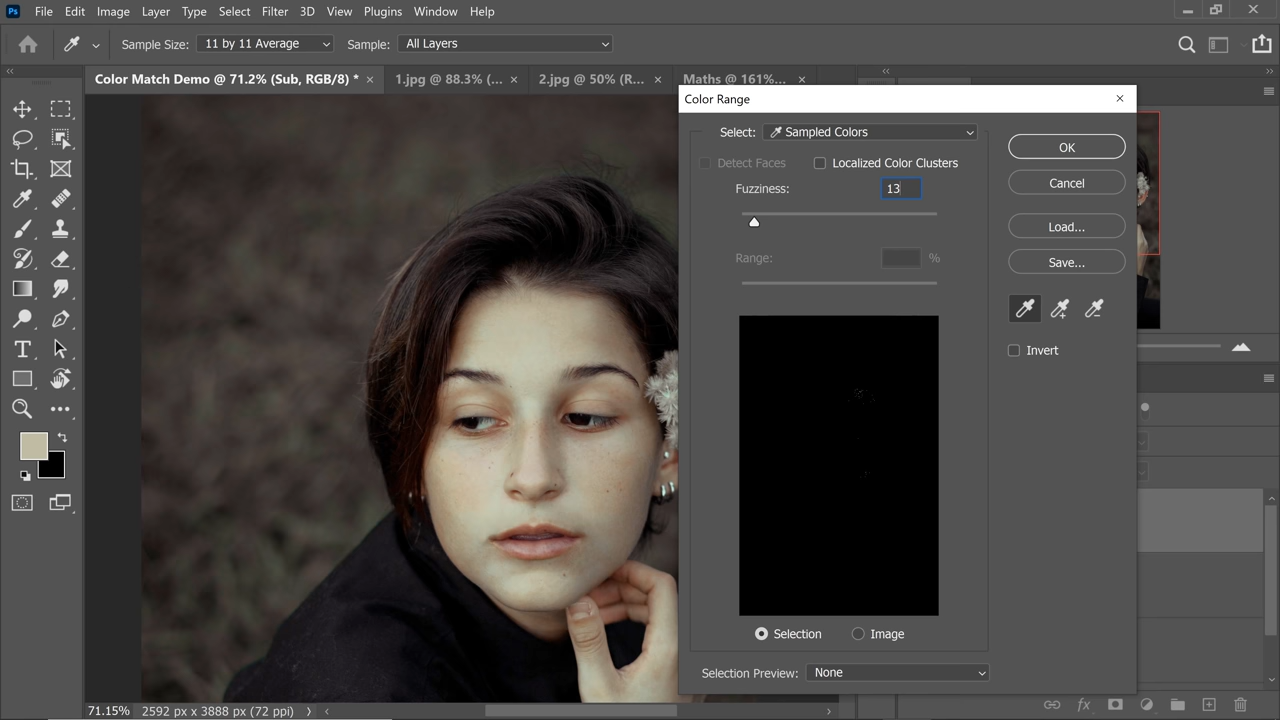 Ps File Edit Image Layer Type Select Filter 3D View Plugins Window Help
Sample Size: 11 by 11 Average Sample: All Layers
Color Match Demo @ 71.2% (Sub, RGB/8) * × 1.jpg @ 88.3% (... × 2.jpg @ 50% (R... × Maths @ 161%... ×
Color Range
Select: Sampled Colors
Detect Faces Localized Color Clusters
Fuzziness: 13
Range: %
OK
Cancel
Load...
Save...
Invert
Selection Image
Selection Preview: None
71.15% 2592 px x 3888 px (72 ppi)
fx